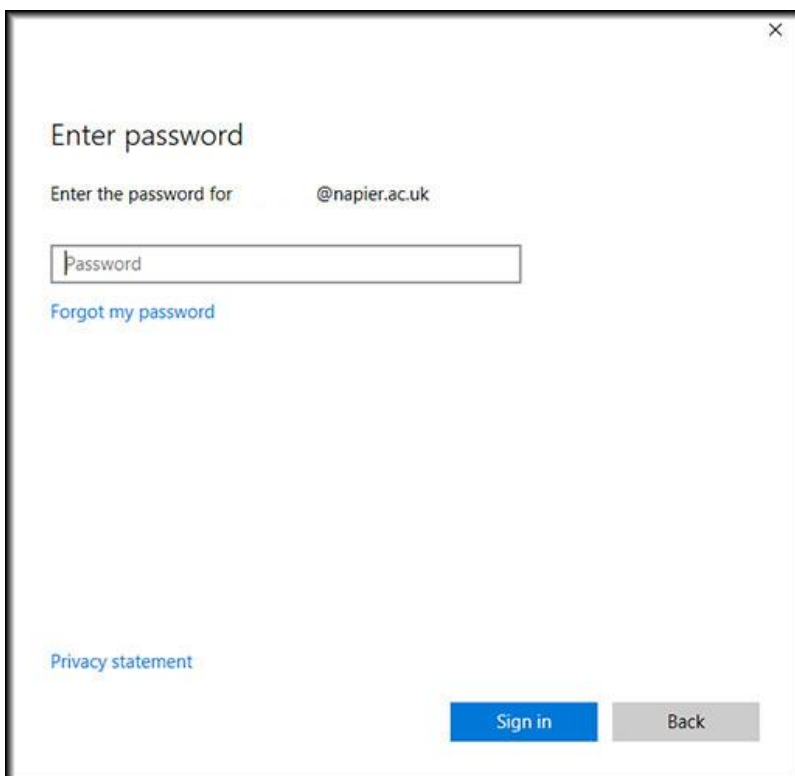 Enter password
Enter the password for @napier.ac.uk
Password
Forgot my password
Privacy statement
Sign in Back